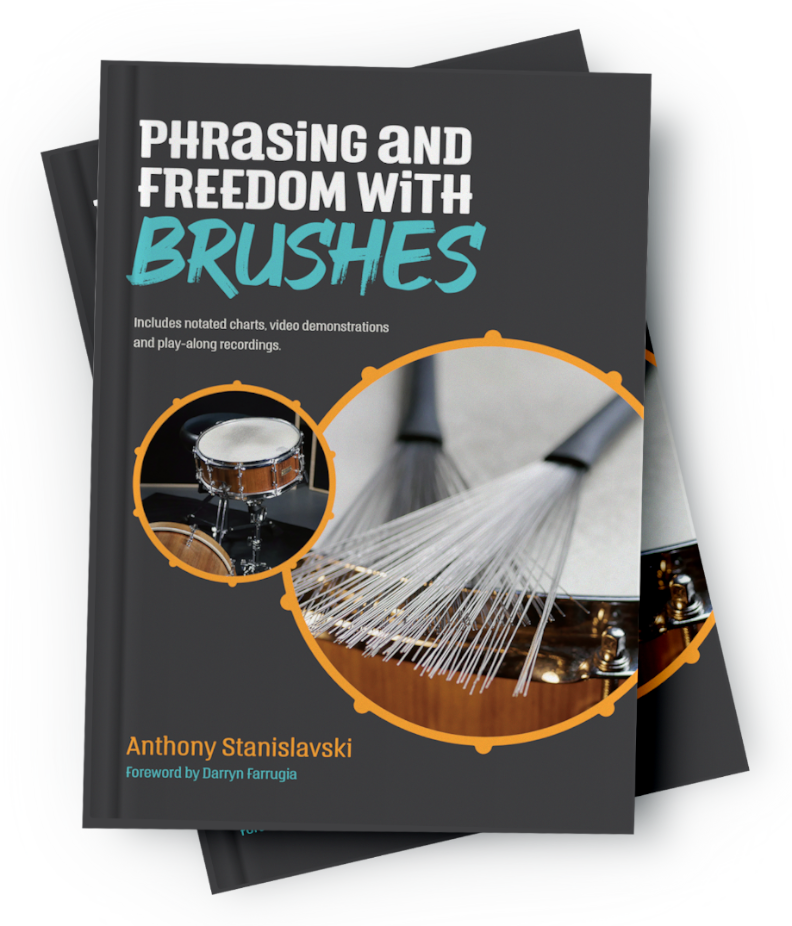 PHRaSiNG aND
FREEDOM WiTH
BRUSHES
Includes notated charts, video demonstrations
and play-along recordings.
Anthony Stanislavski
Foreword by Darryn Farrugia